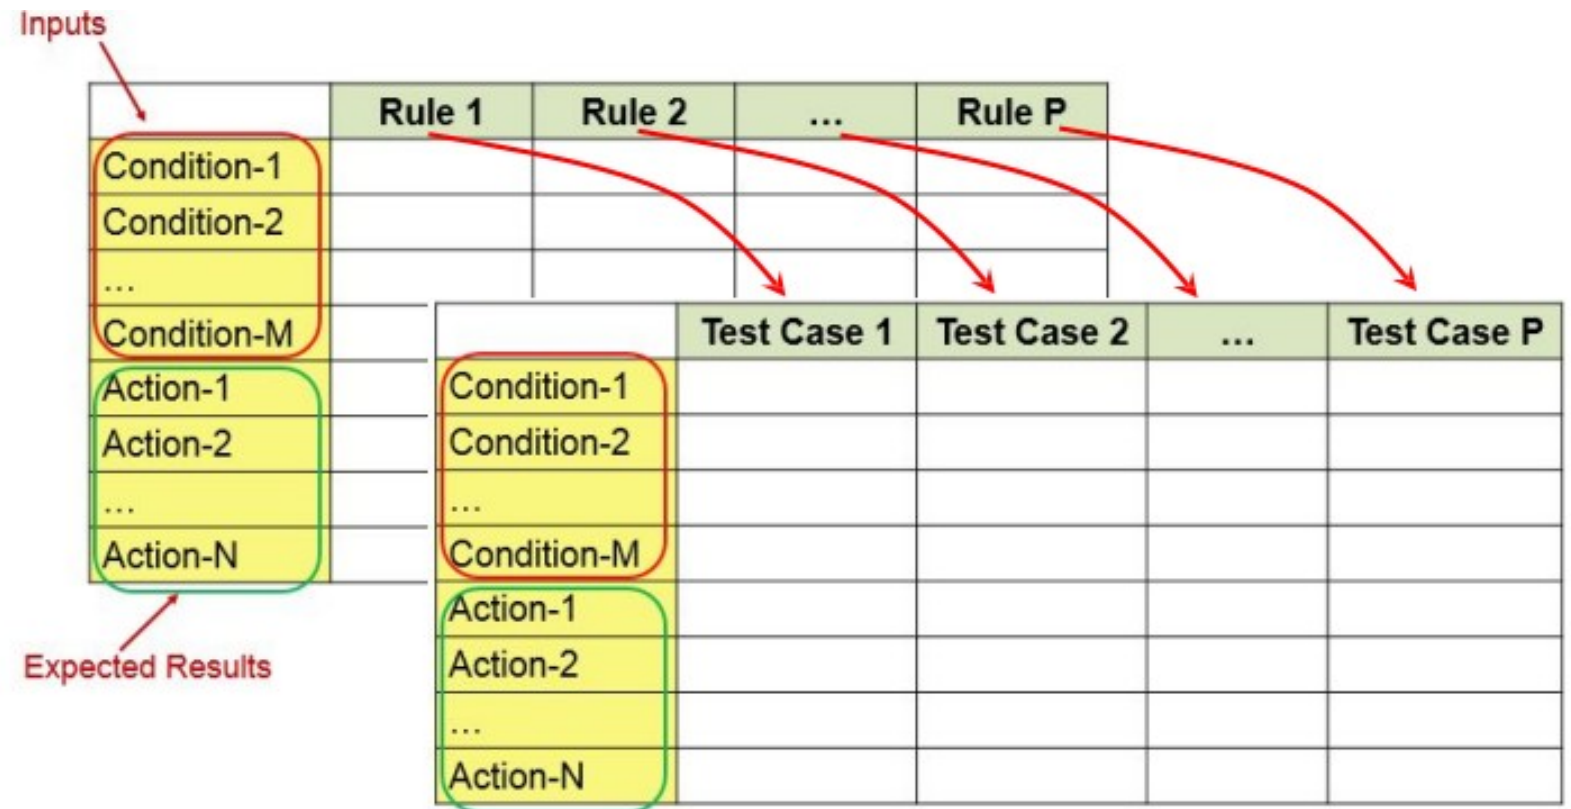 Inputs
Rule 1 Rule 2 ... Rule P
Condition-1
Condition-2
...
Condition-M
Action-1
Action-2
...
Action-N
Expected Results
Test Case 1 Test Case 2 ... Test Case P
Condition-1
Condition-2
...
Condition-M
Action-1
Action-2
...
Action-N